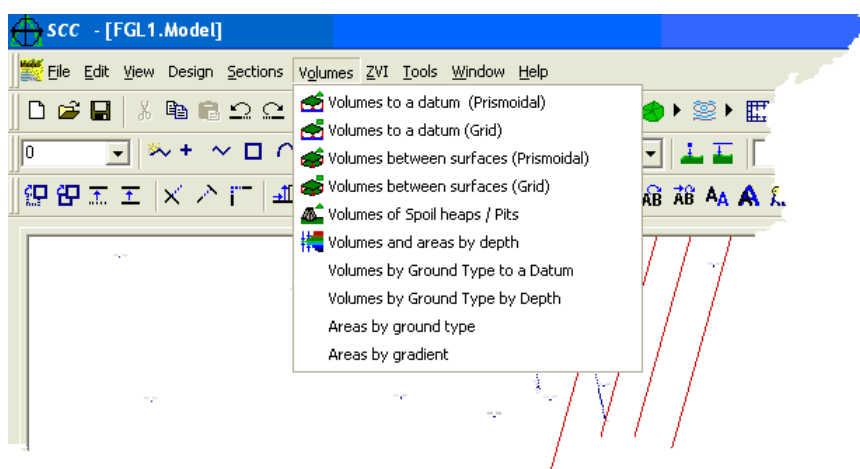 SCC - [FGL1.Model]
File Edit View Design Sections Volumes ZVI Tools Window Help
Volumes to a datum (Prismoidal)
0
Volumes to a datum (Grid)
Volumes between surfaces (Prismoidal)
Volumes between surfaces (Grid)
AB AB AA A
Volumes of Spoil heaps / Pits
Volumes and areas by depth
Volumes by Ground Type to a Datum
Volumes by Ground Type by Depth
Areas by ground type
Areas by gradient